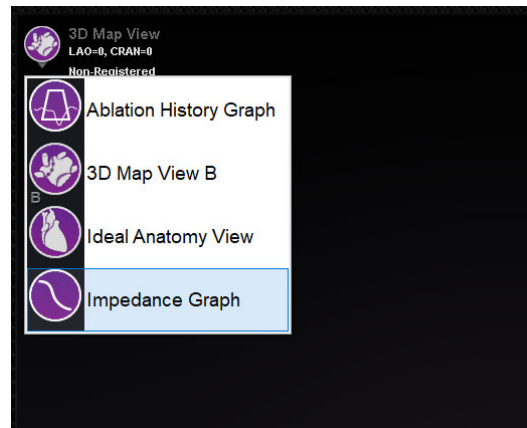 3D Map View
LAO=0, CRAN=0
Non-Registered
Ablation History Graph
3D Map View B
B
Ideal Anatomy View
Impedance Graph